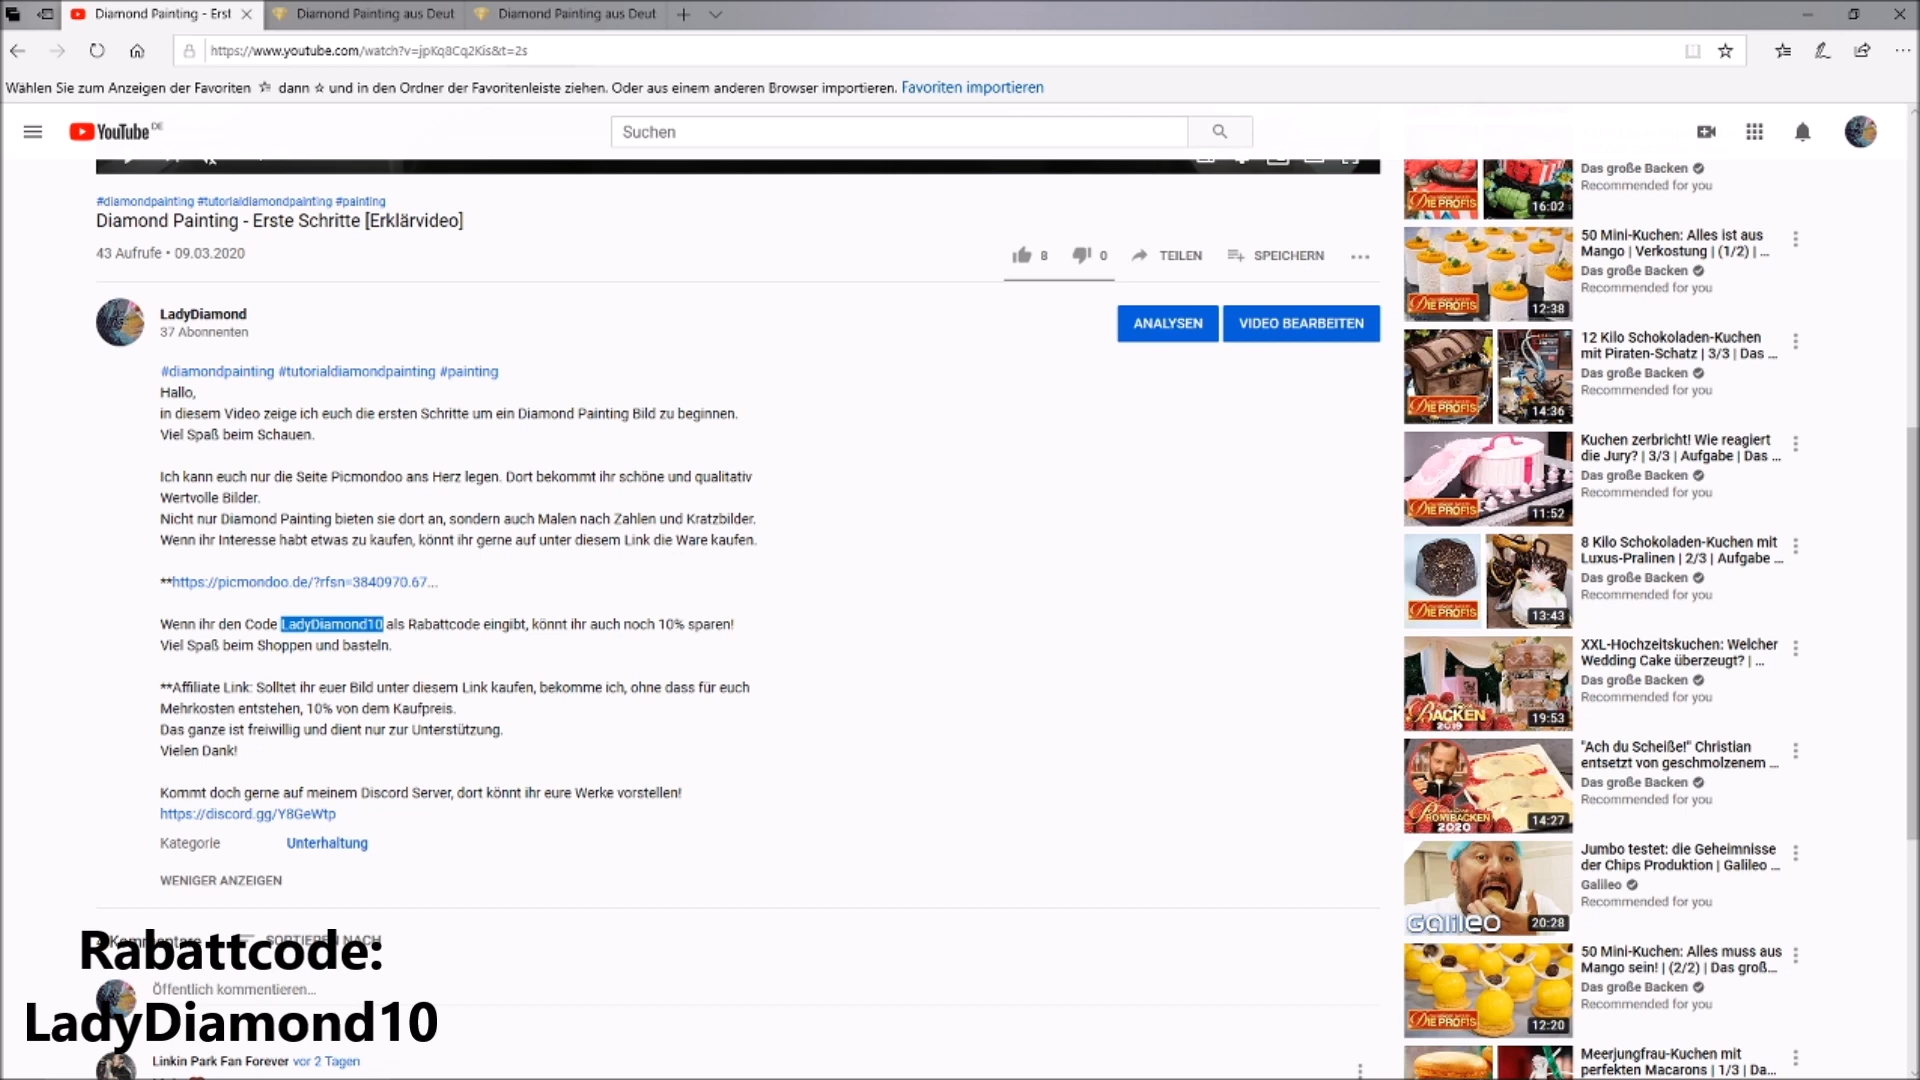 Diamond Painting - Erst
Diamond Painting aus Deut
Diamond Painting aus Deut
https://www.youtube.com/watch?v=jpKq8Cq2Kis&t=2s
Wählen Sie zum Anzeigen der Favoriten dann ☆ und in den Ordner der Favoritenleiste ziehen. Oder aus einem anderen Browser importieren. Favoriten importieren
YouTube DE
Suchen
#diamondpainting #tutorialdiamondpainting #painting
Diamond Painting - Erste Schritte [Erklärvideo]
43 Aufrufe • 09.03.2020
8
0
TEILEN
SPEICHERN
LadyDiamond
37 Abonnenten
ANALYSEN
VIDEO BEARBEITEN
#diamondpainting #tutorialdiamondpainting #painting
Hallo,
in diesem Video zeige ich euch die ersten Schritte um ein Diamond Painting Bild zu beginnen.
Viel Spaß beim Schauen.
Ich kann euch nur die Seite Picmondoo ans Herz legen. Dort bekommt ihr schöne und qualitativ
Wertvolle Bilder.
Nicht nur Diamond Painting bieten sie dort an, sondern auch Malen nach Zahlen und Kratzbilder.
Wenn ihr Interesse habt etwas zu kaufen, könnt ihr gerne auf unter diesem Link die Ware kaufen.
**https://picmondoo.de/?rfsn=3840970.67...
Wenn ihr den Code LadyDiamond10 als Rabattcode eingibt, könnt ihr auch noch 10% sparen!
Viel Spaß beim Shoppen und basteln.
**Affiliate Link: Solltet ihr euer Bild unter diesem Link kaufen, bekomme ich, ohne dass für euch
Mehrkosten entstehen, 10% von dem Kaufpreis.
Das ganze ist freiwillig und dient nur zur Unterstützung.
Vielen Dank!
Kommt doch gerne auf meinem Discord Server, dort könnt ihr eure Werke vorstellen!
https://discord.gg/Y8GeWtp
Kategorie
Unterhaltung
WENIGER ANZEIGEN
Kommentare
SORTIEREN NACH
Rabattcode:
Öffentlich kommentieren...
LadyDiamond10
Linkin Park Fan Forever vor 2 Tagen
DIE PROFIS
16:02
Das große Backen
Recommended for you
DIE PROFIS
12:38
50 Mini-Kuchen: Alles ist aus
Mango | Verkostung | (1/2) | ...
Das große Backen
Recommended for you
DIE PROFIS
14:36
12 Kilo Schokoladen-Kuchen
mit Piraten-Schatz | 3/3 | Das ...
Das große Backen
Recommended for you
DIE PROFIS
11:52
Kuchen zerbricht! Wie reagiert
die Jury? | 3/3 | Aufgabe | Das ...
Das große Backen
Recommended for you
DIE PROFIS
13:43
8 Kilo Schokoladen-Kuchen mit
Luxus-Pralinen | 2/3 | Aufgabe ...
Das große Backen
Recommended for you
BACKEN
2019
19:53
XXL-Hochzeitskuchen: Welcher
Wedding Cake überzeugt? | ...
Das große Backen
Recommended for you
PROMIBACKEN
2020
14:27
"Ach du Scheiße!" Christian
entsetzt von geschmolzenem ...
Das große Backen
Recommended for you
Galileo
20:28
Jumbo testet: die Geheimnisse
der Chips Produktion | Galileo ...
Galileo
Recommended for you
DIE PROFIS
12:20
50 Mini-Kuchen: Alles muss aus
Mango sein! | (2/2) | Das groß...
Das große Backen
Recommended for you
Meerjungfrau-Kuchen mit
perfekten Macarons | 1/3 | Da...